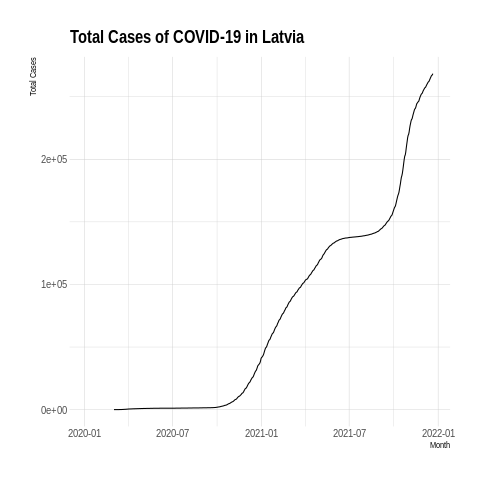 Total Cases of COVID-19 in Latvia
Total Cases
2e+05
1e+05
0e+00
2020-01 2020-07 2021-01 2021-07 2022-01
Month